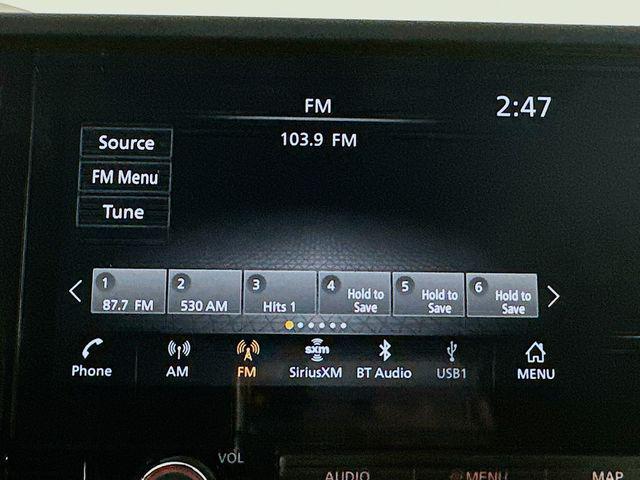 FM
2:47
103.9 FM
Source
FM Menu
Tune
1
87.7 FM
2
530 AM
3
Hits 1
4
Hold to
Save
5
Hold to
Save
6
Hold to
Save
Phone
AM
FM
sxm
SiriusXM
BT Audio
USB1
MENU
VOL
AUDIO
MENU
MAP